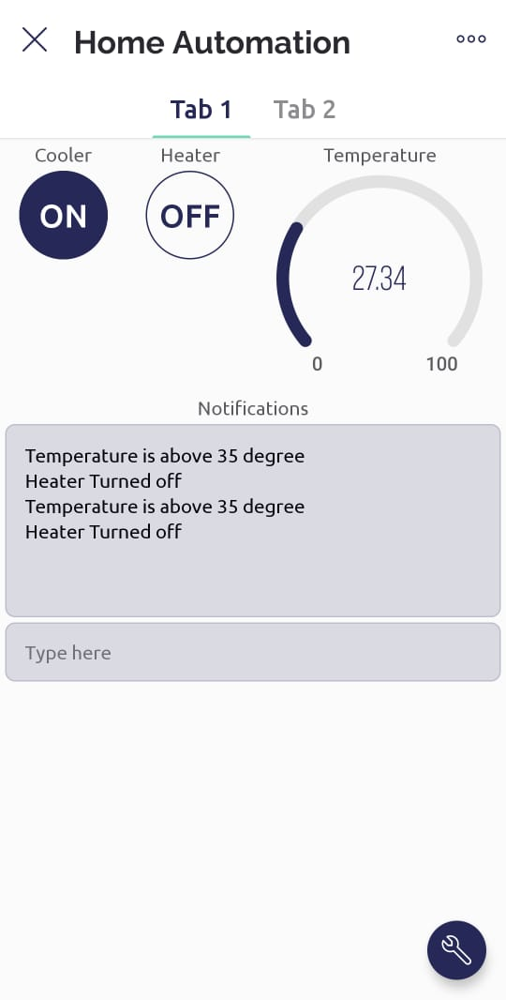 Home Automation
Tab 1 Tab 2
Cooler Heater Temperature
ON OFF
27.34
0 100
Notifications
Temperature is above 35 degree
Heater Turned off
Temperature is above 35 degree
Heater Turned off
Type here